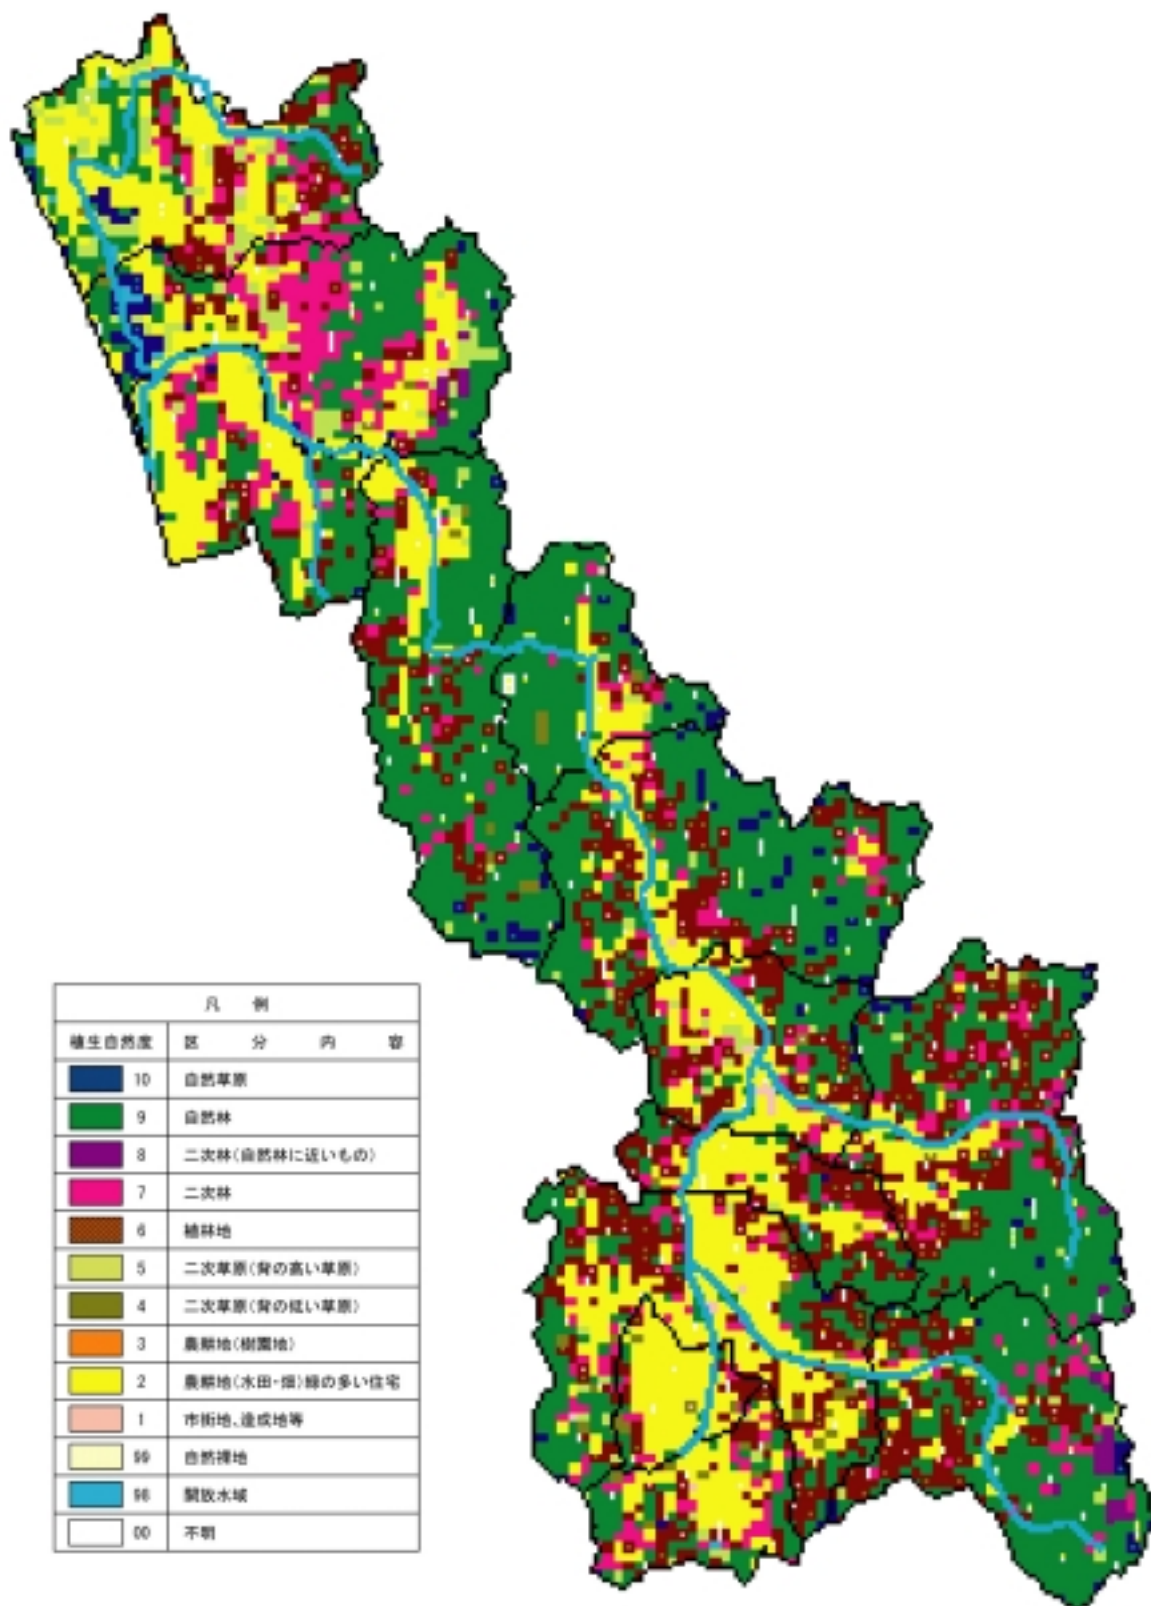 凡 例
植生自然度 区 分 内 容
10 自然草原
9 自然林
8 二次林(自然林に近いもの)
7 二次林
6 植林地
5 二次草原(背の高い草原)
4 二次草原(背の低い草原)
3 農耕地(樹園地)
2 農耕地(水田・畑)緑の多い住宅
1 市街地、造成地等
99 自然裸地
98 開放水域
00 不明